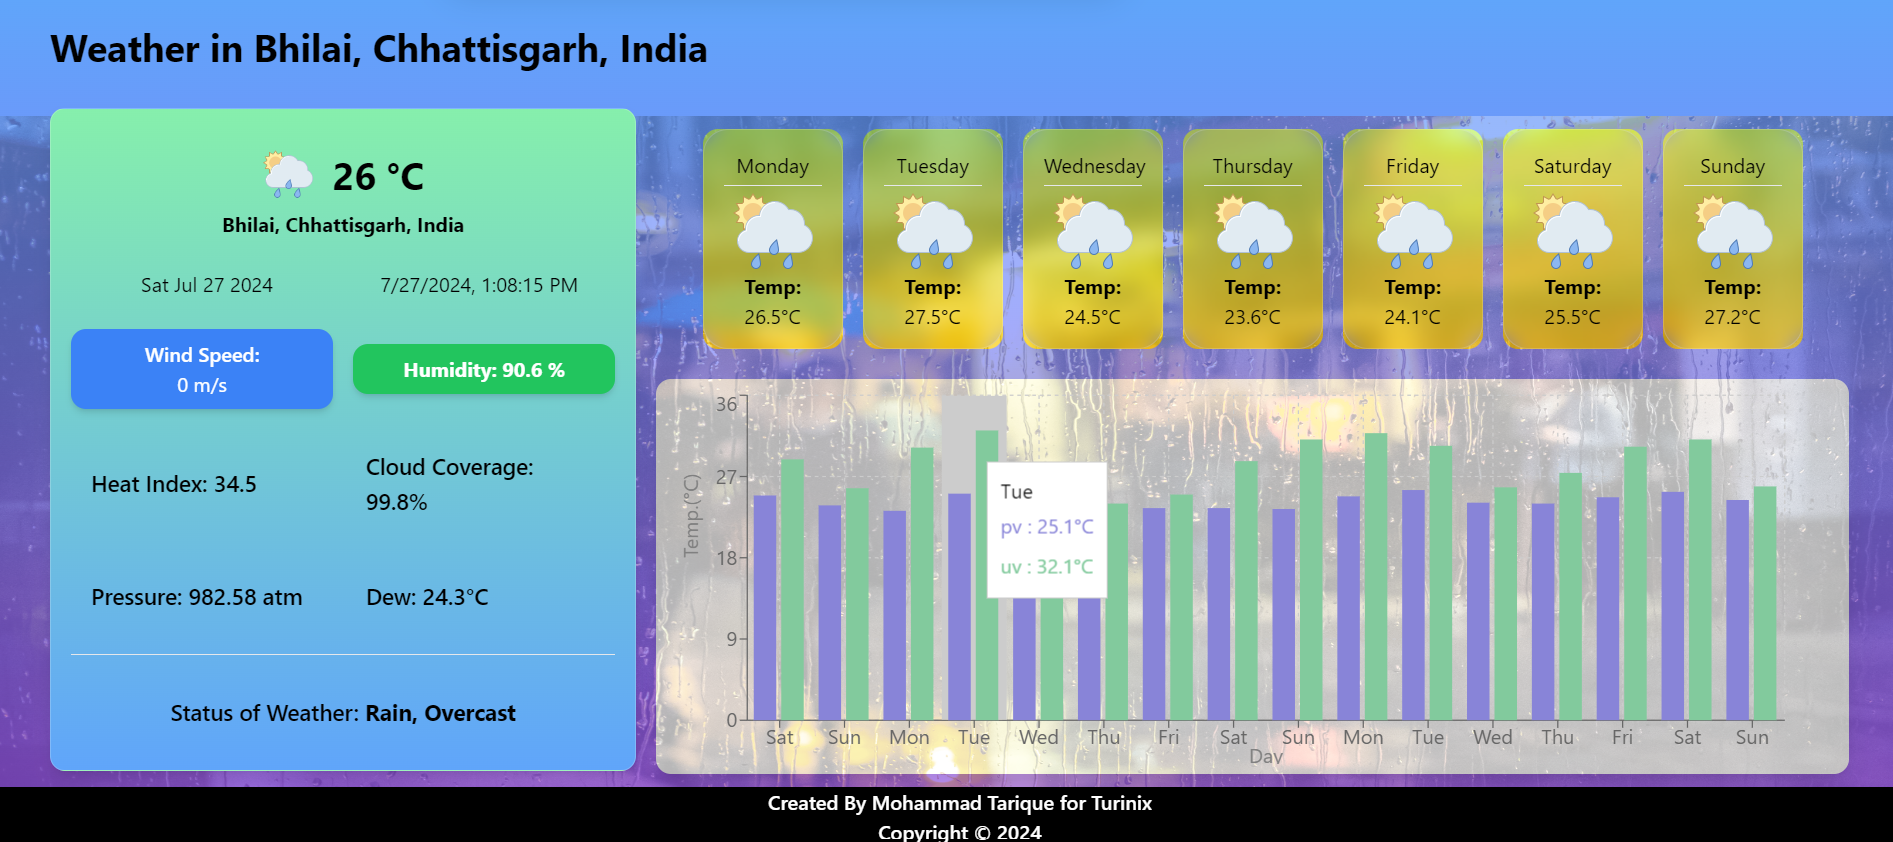 Weather in Bhilai, Chhattisgarh, India
26 °C
Bhilai, Chhattisgarh, India
Sat Jul 27 2024
7/27/2024, 1:08:15 PM
Wind Speed:
0 m/s
Humidity: 90.6 %
Heat Index: 34.5
Cloud Coverage:
99.8%
Pressure: 982.58 atm
Dew: 24.3°C
Status of Weather: Rain, Overcast
Monday
Temp:
26.5°C
Tuesday
Temp:
27.5°C
Wednesday
Temp:
24.5°C
Thursday
Temp:
23.6°C
Friday
Temp:
24.1°C
Saturday
Temp:
25.5°C
Sunday
Temp:
27.2°C
Temp.(°C)
36
27
18
9
0
Tue
pv : 25.1°C
uv : 32.1°C
Sat Sun Mon Tue Wed Thu Fri Sat Sun Mon Tue Wed Thu Fri Sat Sun
Day
Created By Mohammad Tarique for Turinix
Copyright © 2024